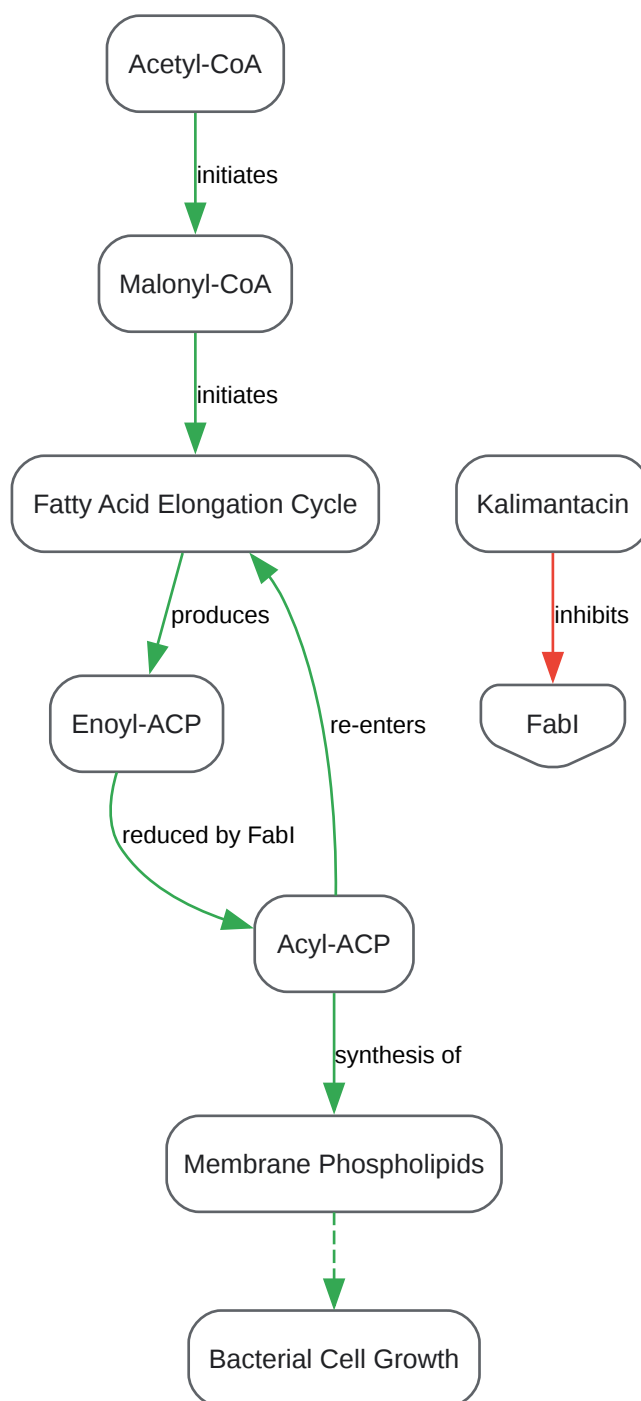 Acetyl-CoA
initiates
Malonyl-CoA
initiates
Fatty Acid Elongation Cycle
Kalimantacin
produces
inhibits
Enoyl-ACP
re-enters
FabI
reduced by FabI
Acyl-ACP
synthesis of
Membrane Phospholipids
Bacterial Cell Growth